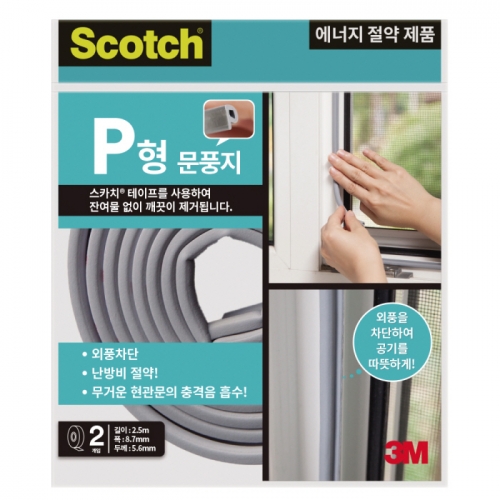 Scotch
에너지 절약 제품
P형 문풍지
스카치® 테이프를 사용하여
잔여물 없이 깨끗이 제거됩니다.
· 외풍차단
· 난방비 절약!
· 무거운 현관문의 충격음 흡수!
외풍을
차단하여
공기를
따뜻하게!
2
개입
길이 : 2.5m
폭 : 8.7mm
두께 : 5.6mm
3M